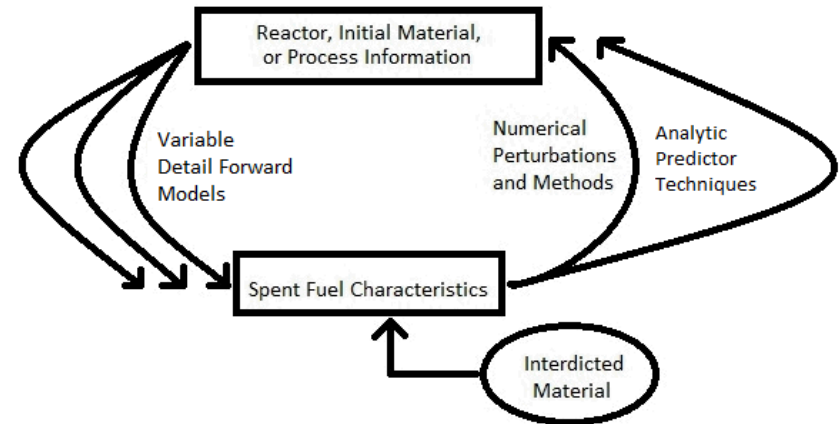 Reactor, Initial Material,
or Process Information
Variable
Detail Forward
Models
Numerical
Perturbations
and Methods
Analytic
Predictor
Techniques
Spent Fuel Characteristics
Interdicted
Material